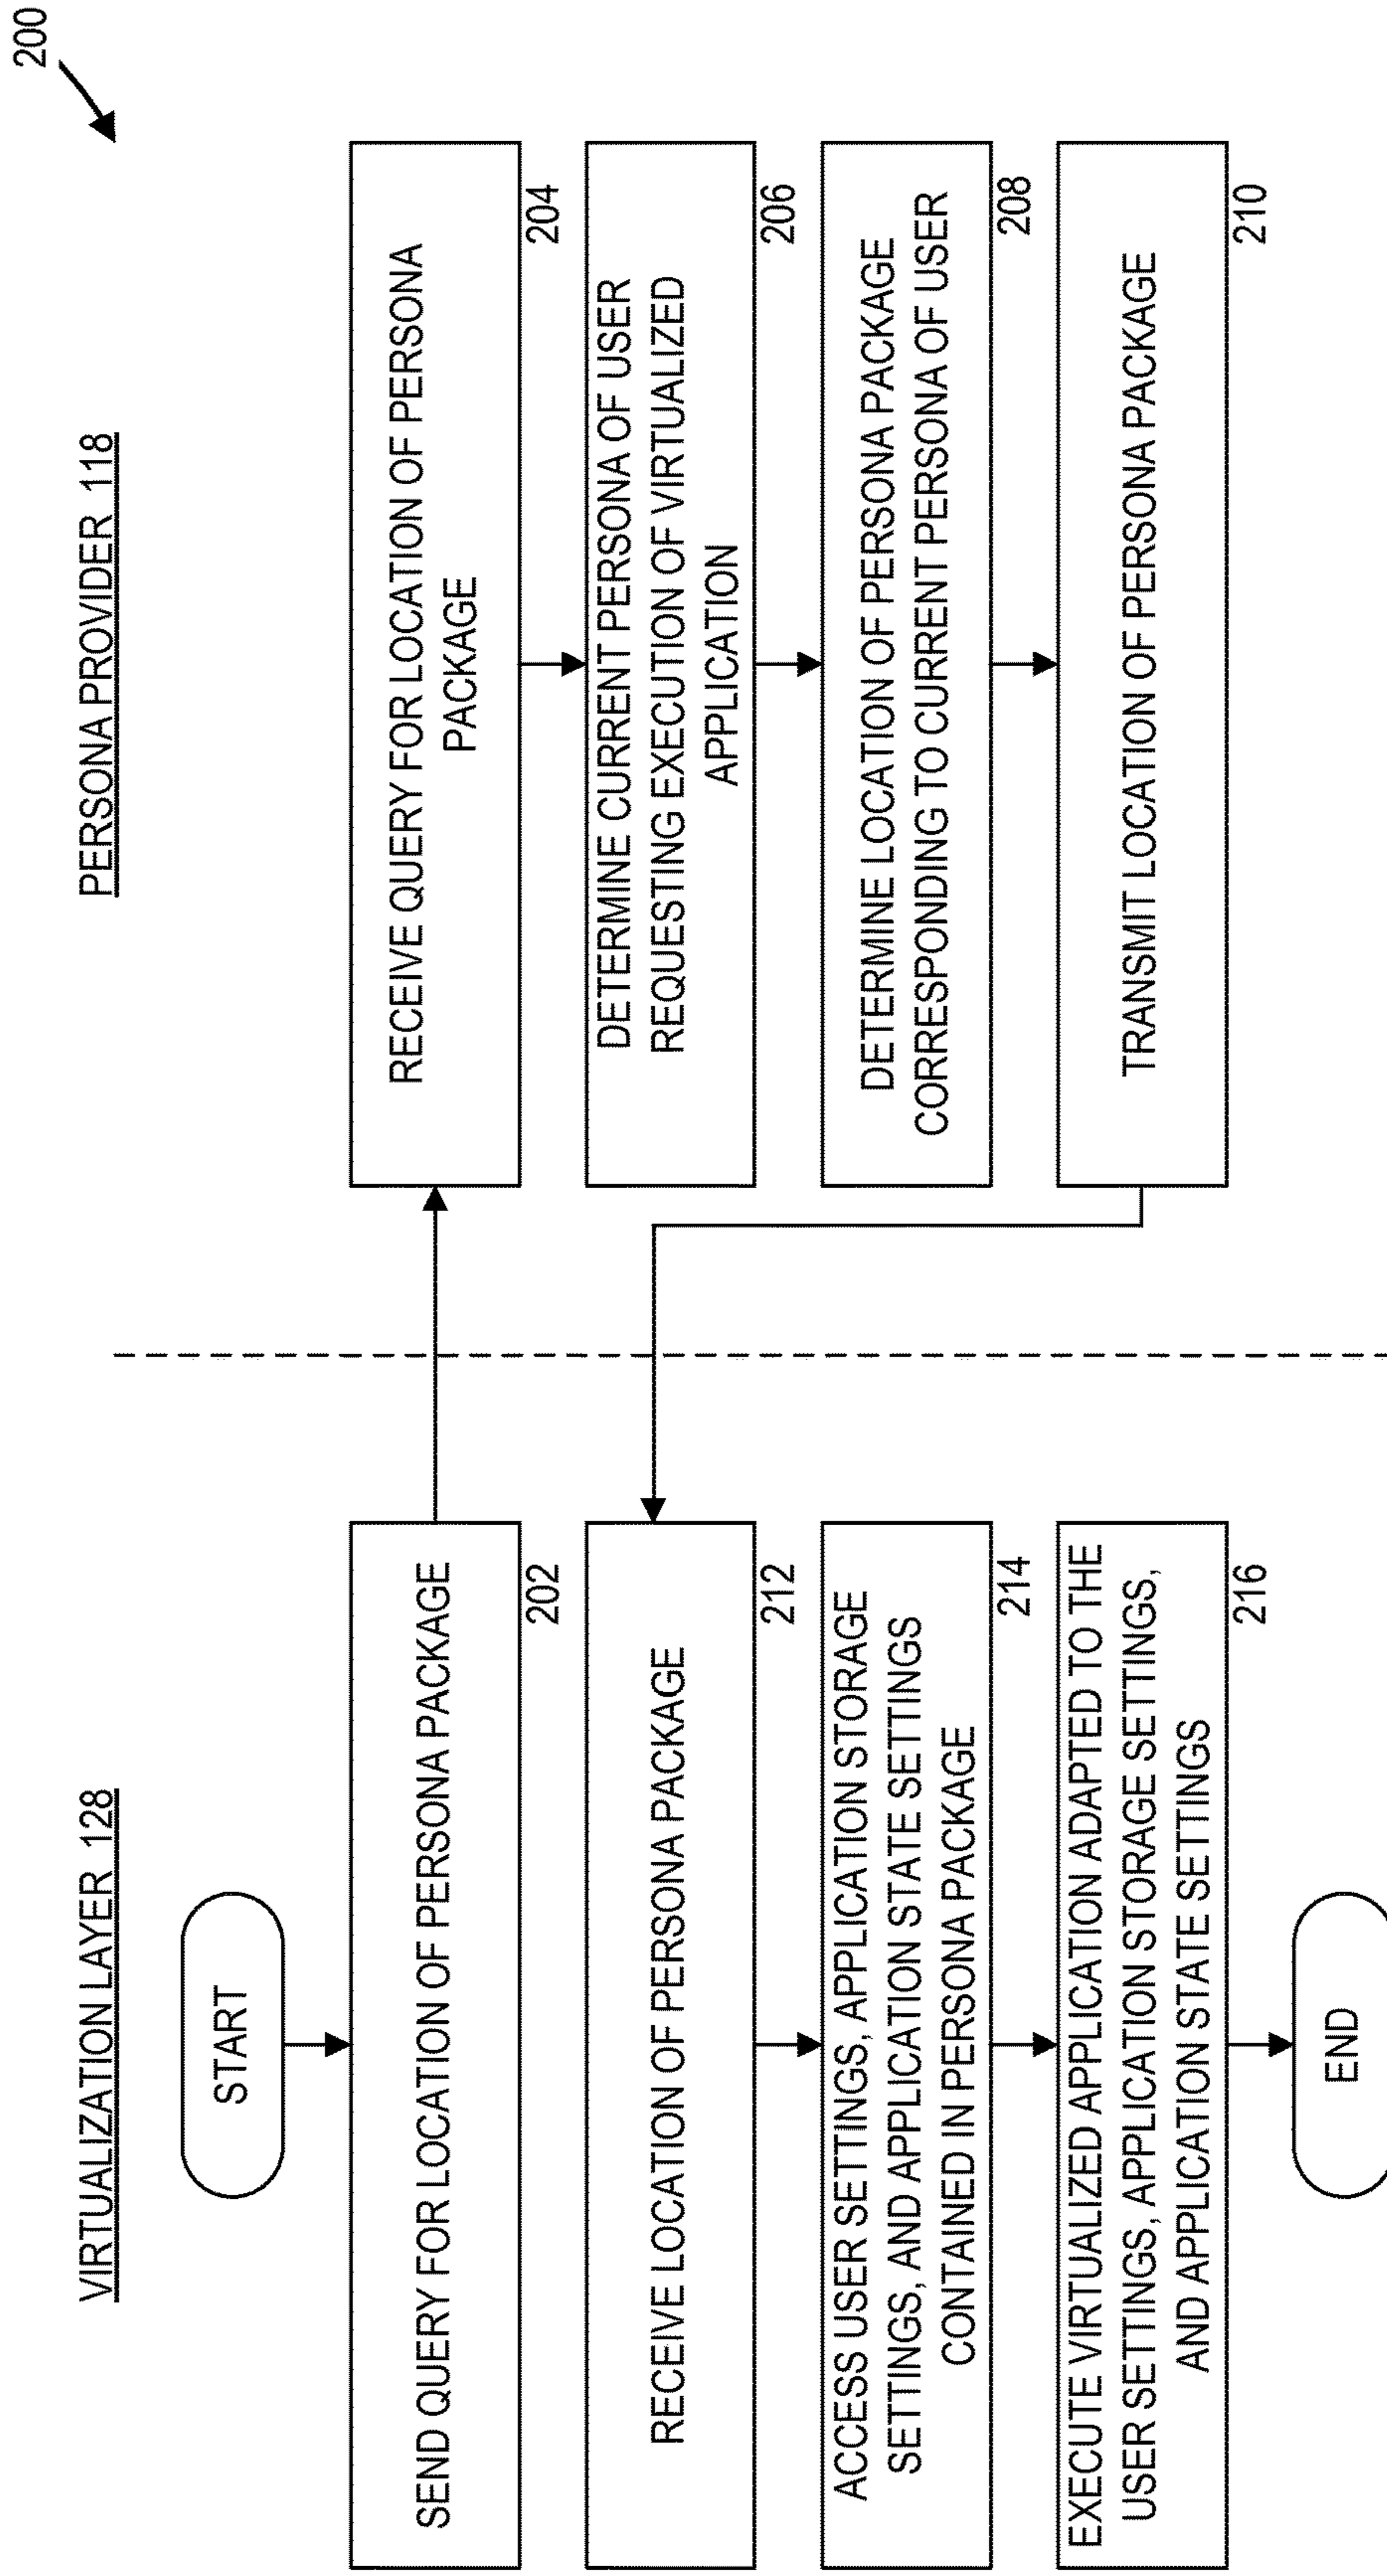 200
VIRTUALIZATION LAYER 128
START
SEND QUERY FOR LOCATION OF PERSONA PACKAGE
202
RECEIVE LOCATION OF PERSONA PACKAGE
212
ACCESS USER SETTINGS, APPLICATION STORAGE
SETTINGS, AND APPLICATION STATE SETTINGS
CONTAINED IN PERSONA PACKAGE
214
EXECUTE VIRTUALIZED APPLICATION ADAPTED TO THE
USER SETTINGS, APPLICATION STORAGE SETTINGS,
AND APPLICATION STATE SETTINGS
216
END
PERSONA PROVIDER 118
RECEIVE QUERY FOR LOCATION OF PERSONA
PACKAGE
204
DETERMINE CURRENT PERSONA OF USER
REQUESTING EXECUTION OF VIRTUALIZED
APPLICATION
206
DETERMINE LOCATION OF PERSONA PACKAGE
CORRESPONDING TO CURRENT PERSONA OF USER
208
TRANSMIT LOCATION OF PERSONA PACKAGE
210